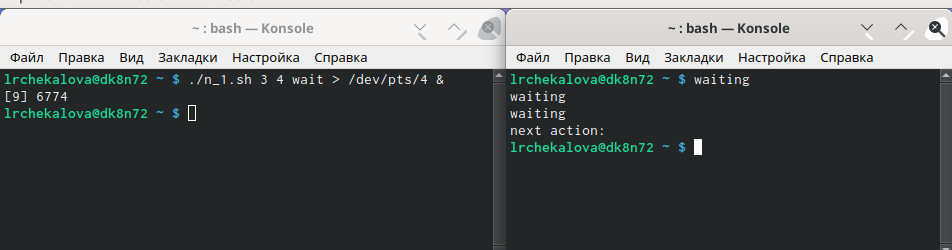 ~ : bash — Konsole
Файл Правка Вид Закладки Настройка Справка
lrchekalova@dk8n72 ~ $ ./n_1.sh 3 4 wait > /dev/pts/4 &
[9] 6774
lrchekalova@dk8n72 ~ $
~ : bash — Konsole
Файл Правка Вид Закладки Настройка Справка
lrchekalova@dk8n72 ~ $ waiting
waiting
waiting
next action:
lrchekalova@dk8n72 ~ $